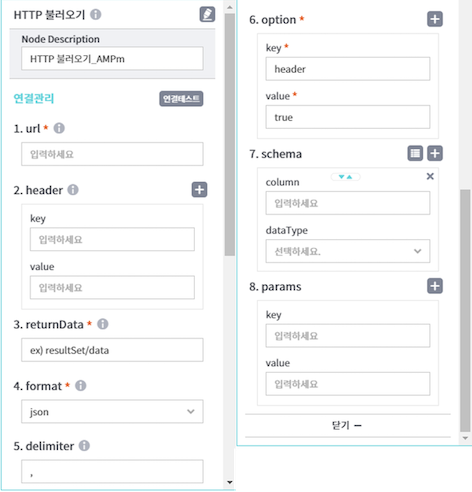 HTTP 불러오기
Node Description
HTTP 불러오기_AMPm
연결관리
연결테스트
1. url *
입력하세요
2. header
key
입력하세요
value
입력하세요
3. returnData *
ex) resultSet/data
4. format *
json
5. delimiter
,
6. option *
key *
header
value *
true
7. schema
column
입력하세요
dataType
선택하세요.
8. params
key
입력하세요
value
입력하세요
닫기 －